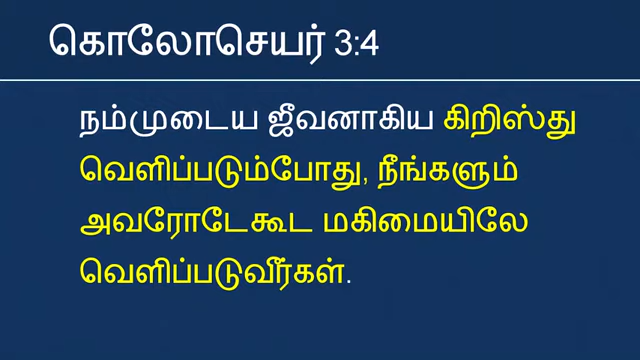 கொலோசெயர் 3:4
நம்முடைய ஜீவனாகிய கிறிஸ்து
வெளிப்படும்போது, நீங்களும்
அவரோடேகூட மகிமையிலே
வெளிப்படுவீர்கள்.